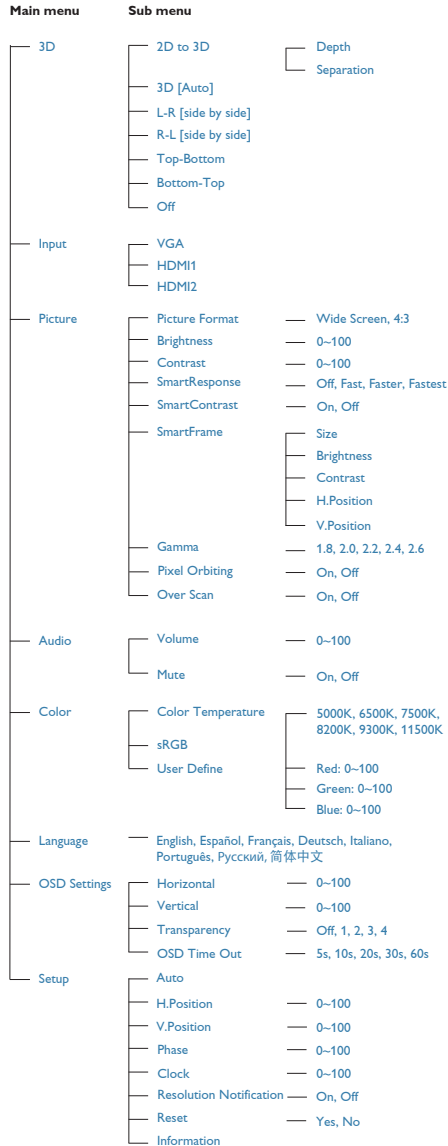 Main menu Sub menu
3D 2D to 3D Depth
Separation
3D [Auto]
L-R [side by side]
R-L [side by side]
Top-Bottom
Bottom-Top
Off
Input VGA
HDMI1
HDMI2
Picture Picture Format Wide Screen, 4:3
Brightness 0~100
Contrast 0~100
SmartResponse Off, Fast, Faster, Fastest
SmartContrast On, Off
SmartFrame Size
Brightness
Contrast
H.Position
V.Position
Gamma 1.8, 2.0, 2.2, 2.4, 2.6
Pixel Orbiting On, Off
Over Scan On, Off
Audio Volume 0~100
Mute On, Off
Color Color Temperature 5000K, 6500K, 7500K,
8200K, 9300K, 11500K
sRGB
User Define Red: 0~100
Green: 0~100
Blue: 0~100
Language English, Español, Français, Deutsch, Italiano,
Português, Русский, 简体中文
OSD Settings Horizontal 0~100
Vertical 0~100
Transparency Off, 1, 2, 3, 4
OSD Time Out 5s, 10s, 20s, 30s, 60s
Setup Auto
H.Position 0~100
V.Position 0~100
Phase 0~100
Clock 0~100
Resolution Notification On, Off
Reset Yes, No
Information